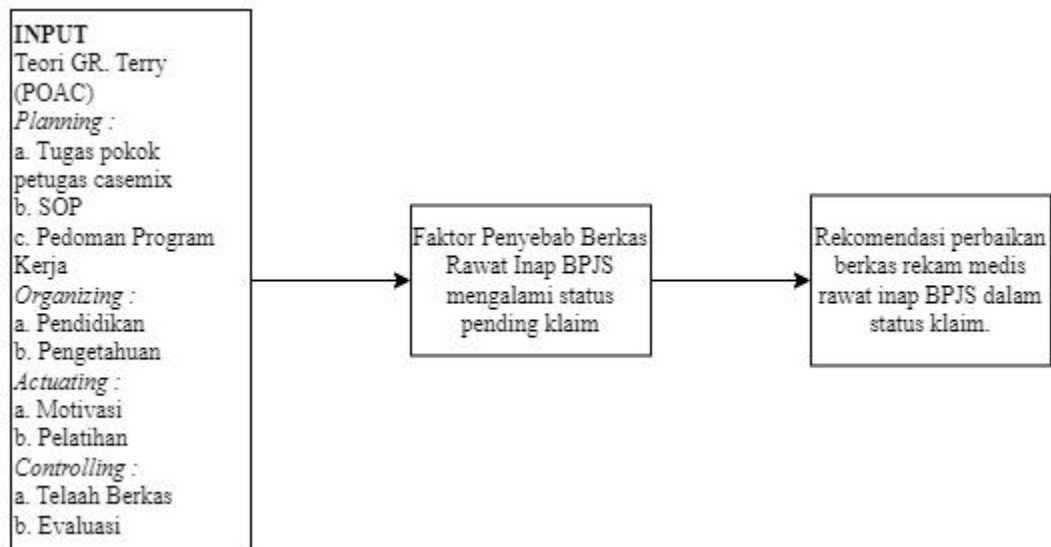 INPUT
Teori GR. Terry
(POAC)
Planning :
a. Tugas pokok
petugas casemix
b. SOP
c. Pedoman Program
Kerja
Organizing :
a. Pendidikan
b. Pengetahuan
Actuating :
a. Motivasi
b. Pelatihan
Controlling :
a. Telaah Berkas
b. Evaluasi
Faktor Penyebab Berkas
Rawat Inap BPJS
mengalami status
pending klaim
Rekomendasi perbaikan
berkas rekam medis
rawat inap BPJS dalam
status klaim.